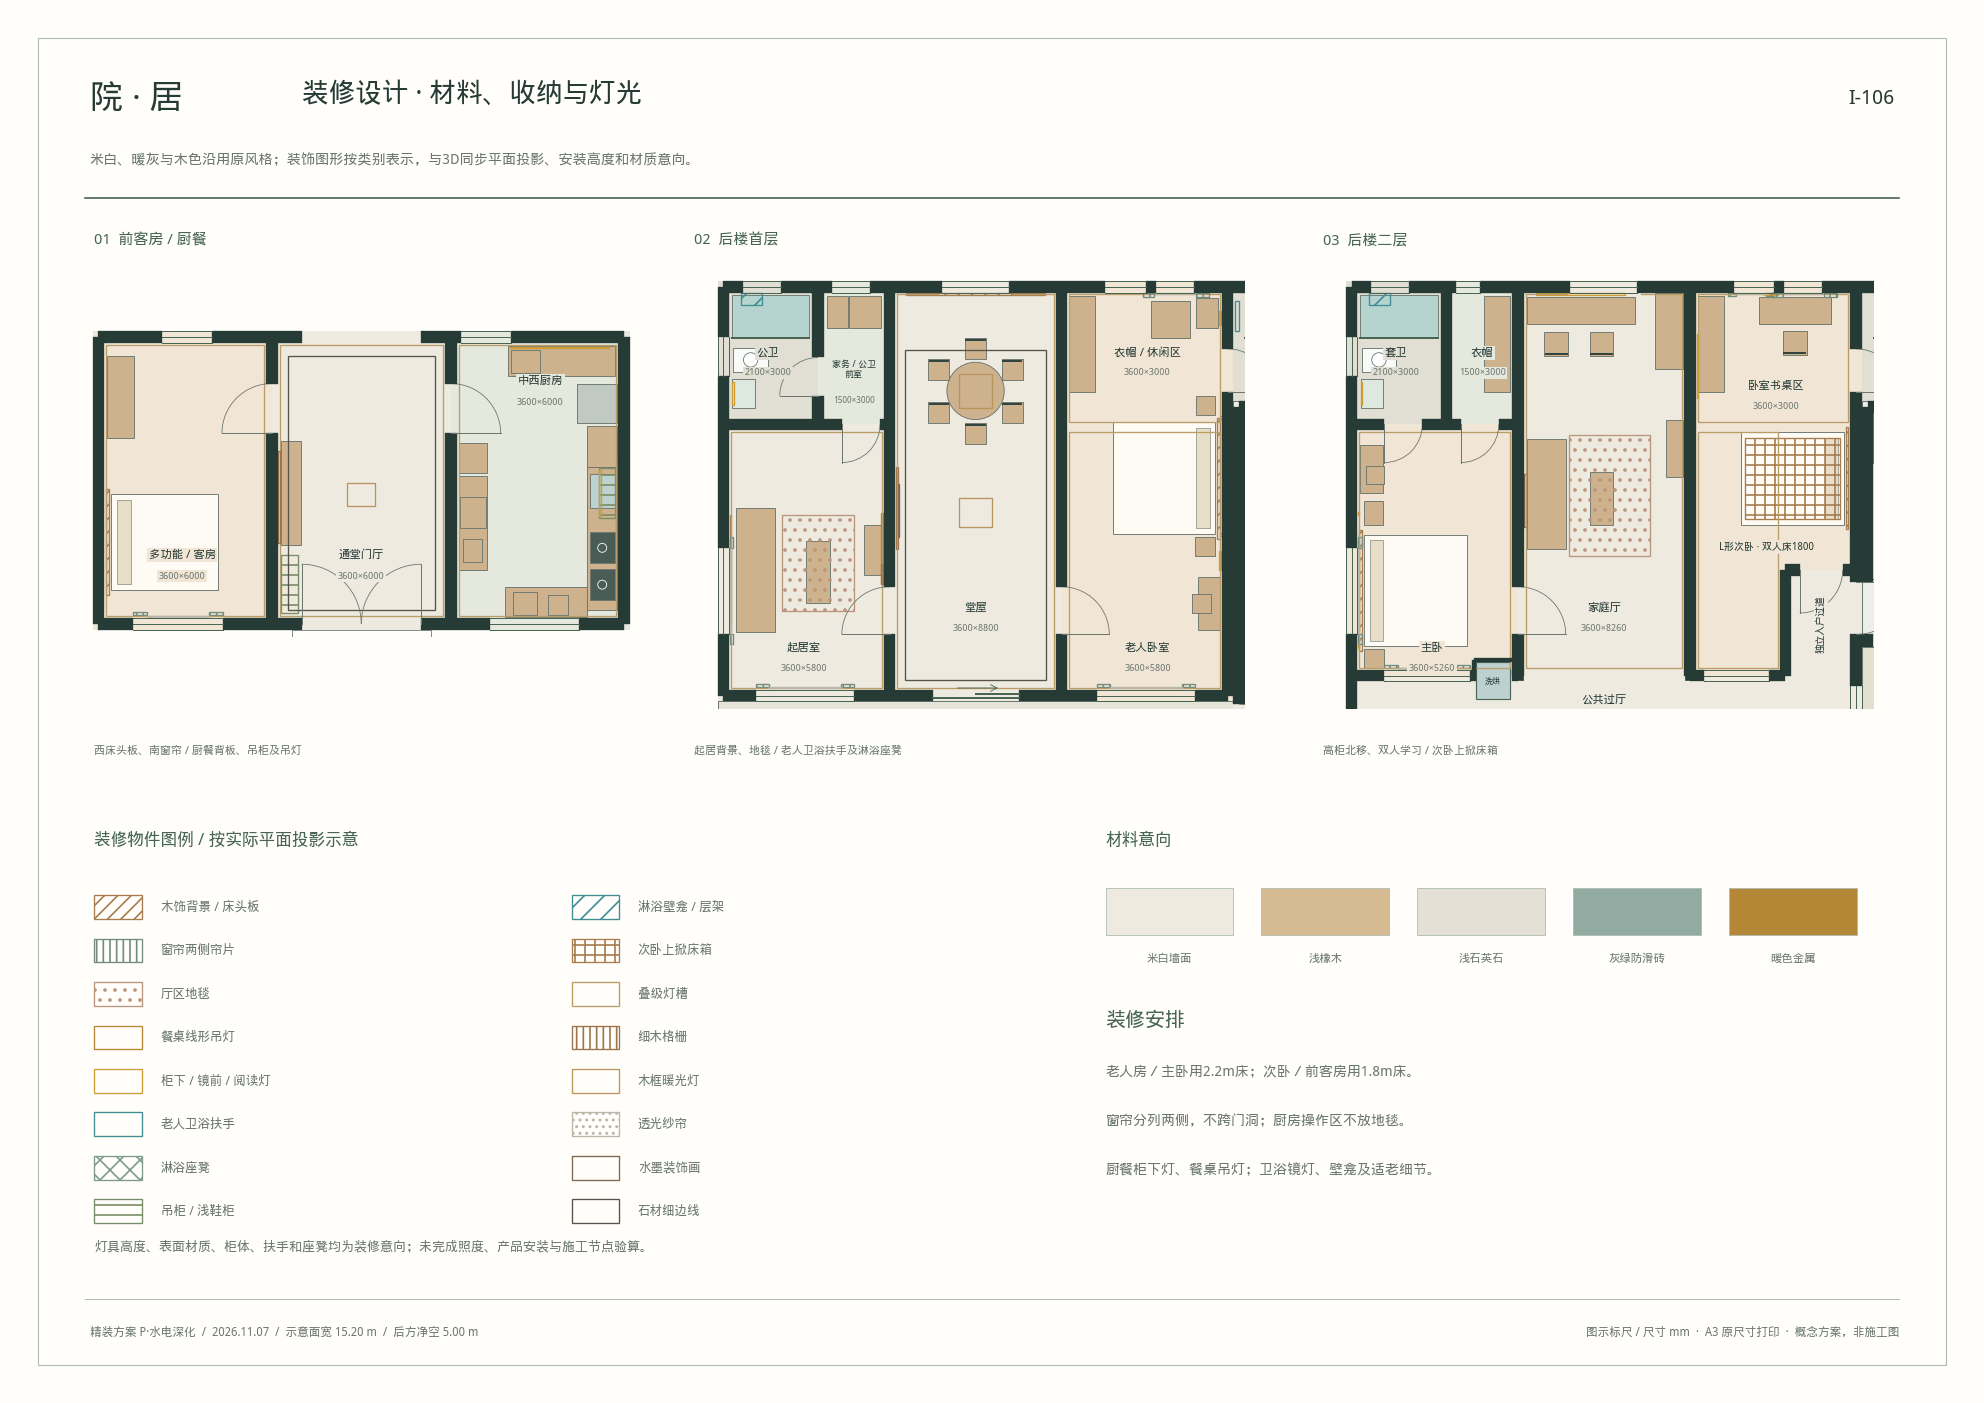 院 · 居
装修设计 · 材料、收纳与灯光
I-106
米白、暖灰与木色沿用原风格；装饰图形按类别表示，与3D同步平面投影、安装高度和材质意向。
01 前客房 / 厨餐
02 后楼首层
03 后楼二层
中西厨房
3600×6000
多功能 / 客房
3600×6000
通堂门厅
3600×6000
公卫
2100×3000
家务 / 公卫
前室
1500×3000
衣帽 / 休闲区
3600×3000
堂屋
3600×8800
起居室
3600×5800
老人卧室
3600×5800
套卫
2100×3000
衣帽
1500×3000
卧室书桌区
3600×3000
L形次卧 · 双人床1800
独立入户过道
家庭厅
3600×8260
主卧
3600×5260
洗烘
公共过厅
西床头板、南窗帘 / 厨餐背板、吊柜及吊灯
起居背景、地毯 / 老人卫浴扶手及淋浴座凳
高柜北移、双人学习 / 次卧上掀床箱
装修物件图例 / 按实际平面投影示意
木饰背景 / 床头板
窗帘两侧帘片
厅区地毯
餐桌线形吊灯
柜下 / 镜前 / 阅读灯
老人卫浴扶手
淋浴座凳
吊柜 / 浅鞋柜
淋浴壁龛 / 层架
次卧上掀床箱
叠级灯槽
细木格栅
木框暖光灯
透光纱帘
水墨装饰画
石材细边线
灯具高度、表面材质、柜体、扶手和座凳均为装修意向；未完成照度、产品安装与施工节点验算。
材料意向
米白墙面
浅橡木
浅石英石
灰绿防滑砖
暖色金属
装修安排
老人房 / 主卧用2.2m床；次卧 / 前客房用1.8m床。
窗帘分列两侧，不跨门洞；厨房操作区不放地毯。
厨餐柜下灯、餐桌吊灯；卫浴镜灯、壁龛及适老细节。
精装方案 P·水电深化 / 2026.11.07 / 示意面宽 15.20 m / 后方净空 5.00 m
图示标尺 / 尺寸 mm · A3 原尺寸打印 · 概念方案，非施工图